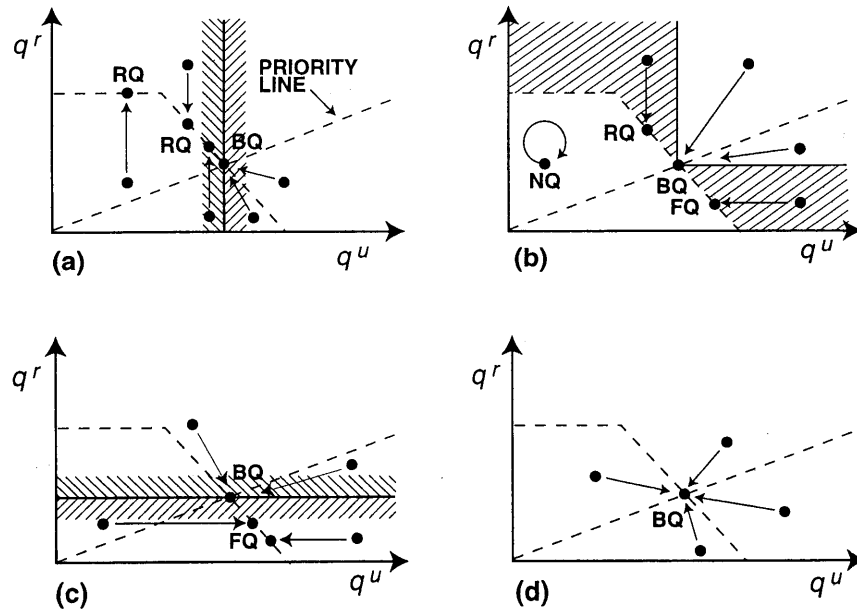 q^r
RQ
PRIORITY
LINE
RQ
BQ
(a)
q^u
q^r
RQ
NQ
BQ
FQ
(b)
q^u
q^r
BQ
FQ
(c)
q^u
q^r
BQ
(d)
q^u